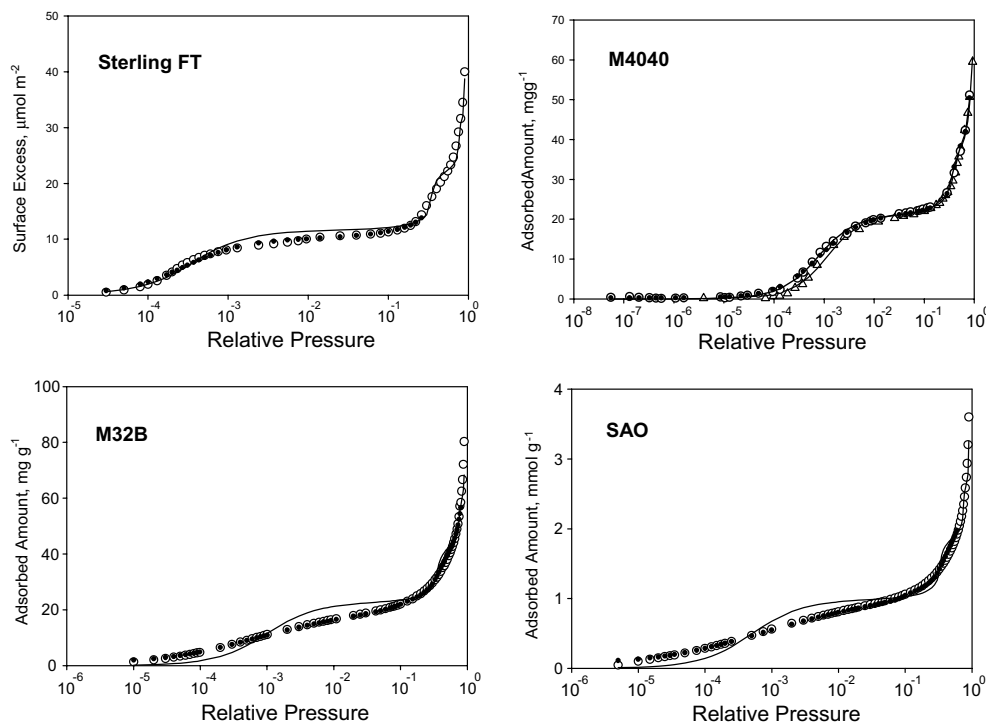 Sterling FT
Surface Excess, μmol m-2
50
40
30
20
10
0
10-5 10-4 10-3 10-2 10-1 100
Relative Pressure
M4040
AdsorbedAmount, mgg-1
70
60
50
40
30
20
10
0
10-8 10-7 10-6 10-5 10-4 10-3 10-2 10-1 100
Relative Pressure
M32B
Adsorbed Amount, mg g-1
100
80
60
40
20
0
10-6 10-5 10-4 10-3 10-2 10-1 100
Relative Pressure
SAO
Adsorbed Amount, mmol g-1
4
3
2
1
0
10-6 10-5 10-4 10-3 10-2 10-1 100
Relative Pressure